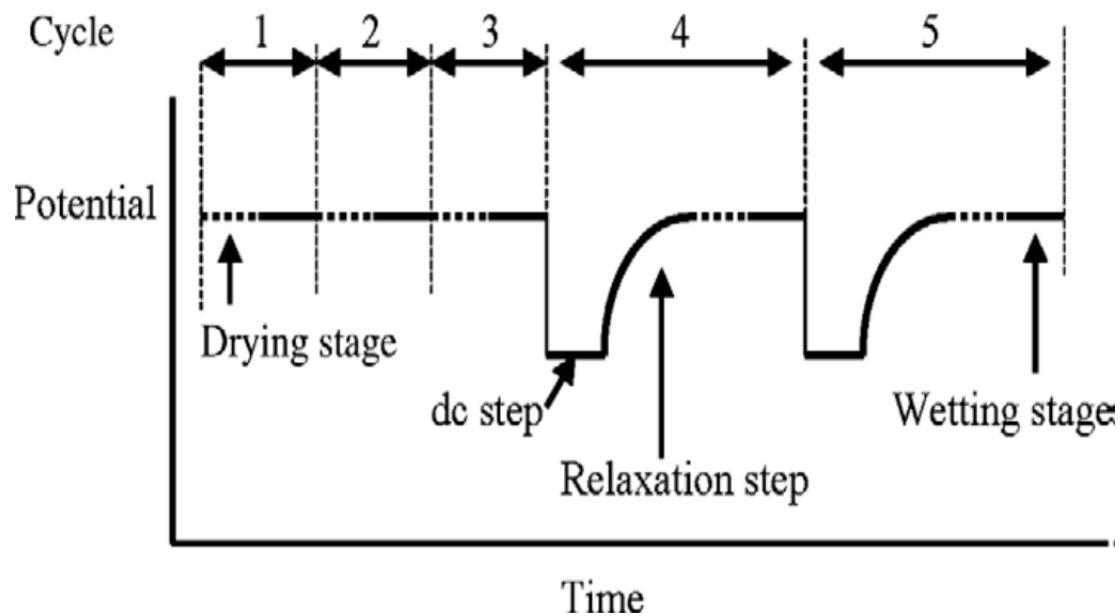 Cycle 1 2 3 4 5
Potential
Drying stage
dc step
Wetting stages
Relaxation step
Time